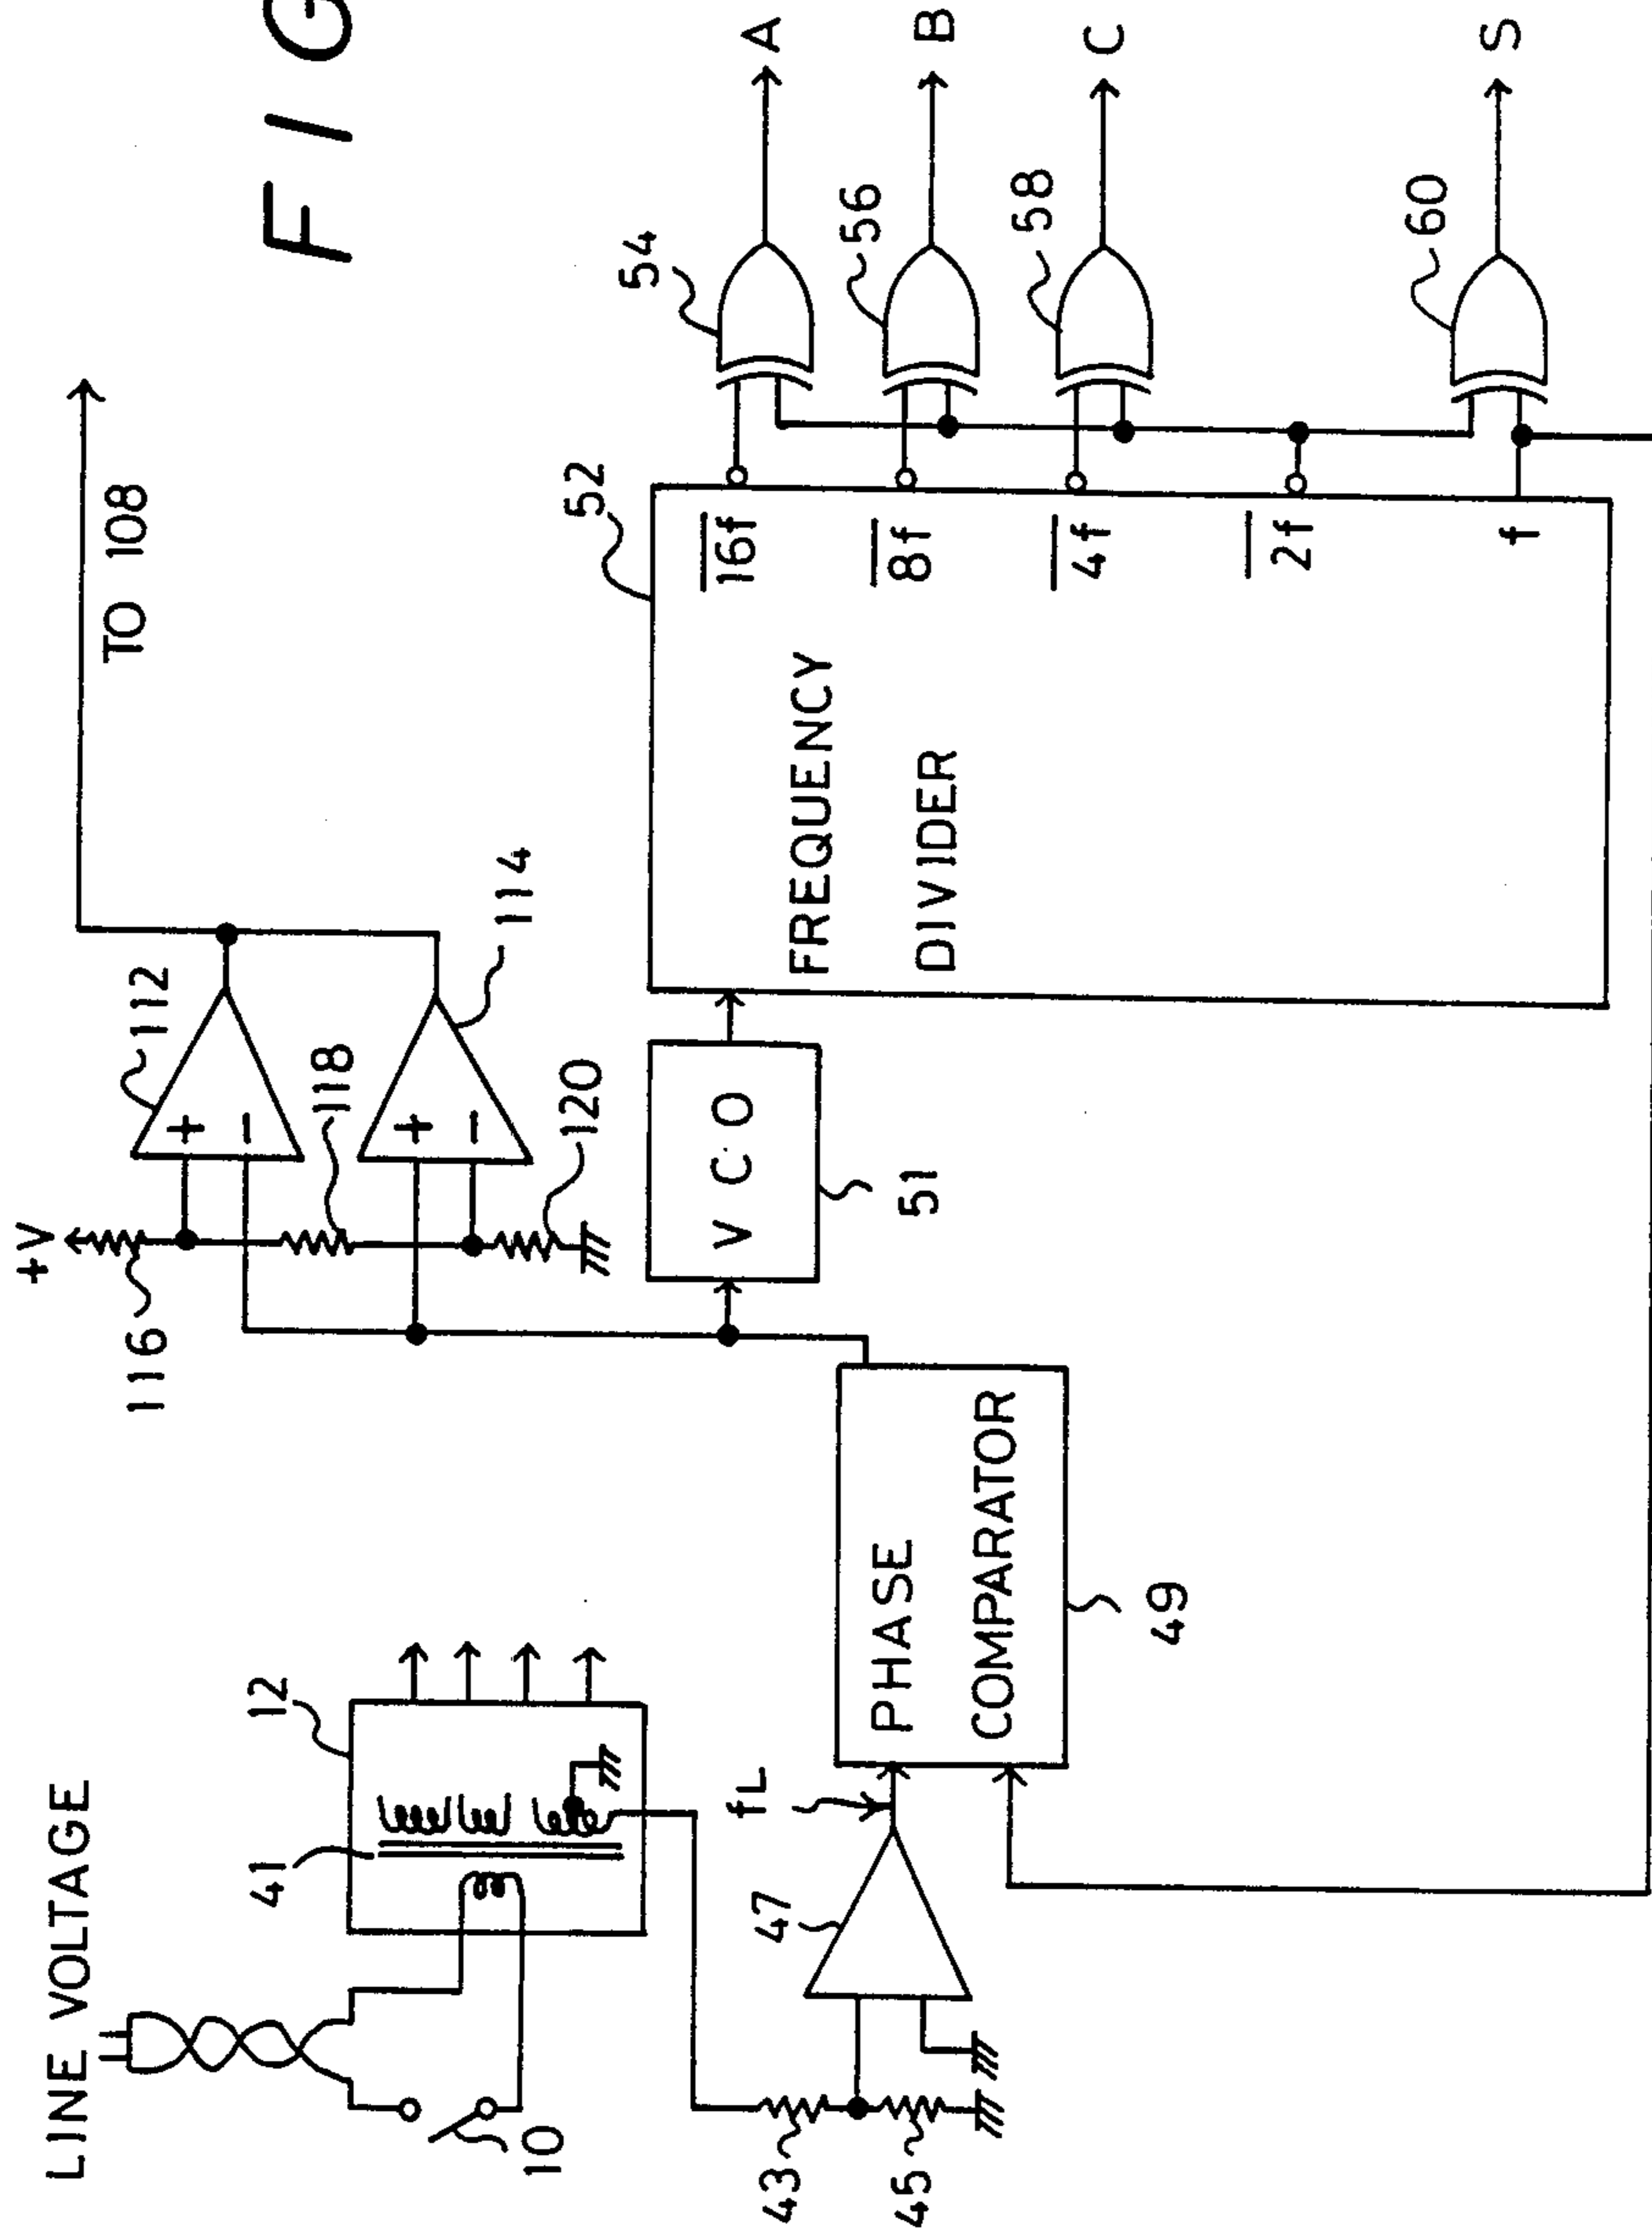 F I G
LINE VOLTAGE
10
41
12
+V
116
112
118
114
120
TO 108
43
45
47
fL
PHASE
COMPARATOR
49
V C O
51
FREQUENCY
DIVIDER
52
16f
8f
4f
2f
f
54
56
58
60
A
B
C
S
+
−
+
−